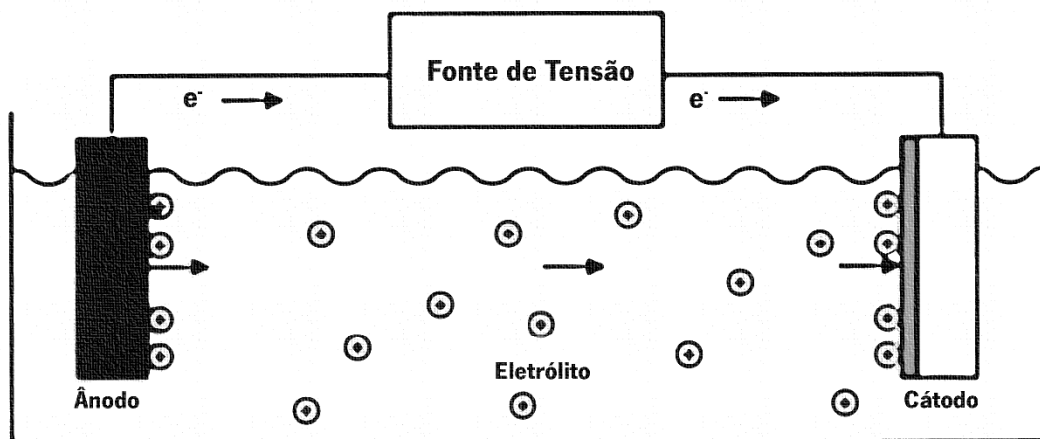 Fonte de Tensão
e⁻
e⁻
Eletrólito
Ânodo
Cátodo